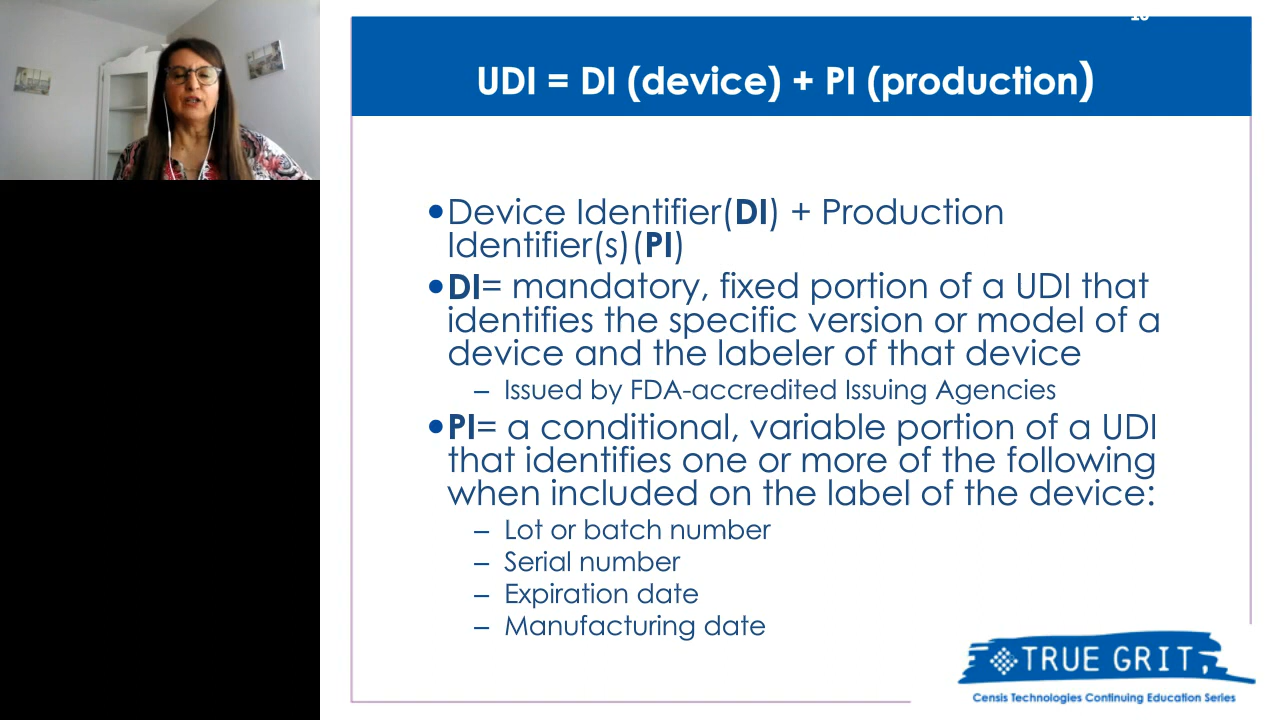 UDI = DI (device) + PI (production)
●Device Identifier(DI) + Production
Identifier(s)(PI)
●DI= mandatory, fixed portion of a UDI that
identifies the specific version or model of a
device and the labeler of that device
– Issued by FDA-accredited Issuing Agencies
●PI= a conditional, variable portion of a UDI
that identifies one or more of the following
when included on the label of the device:
– Lot or batch number
– Serial number
– Expiration date
– Manufacturing date
TRUE GRIT
Censis Technologies Continuing Education Series